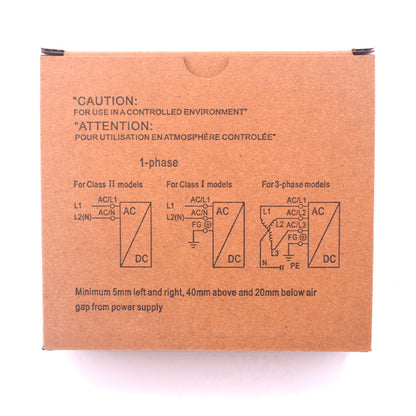 "CAUTION:
FOR USE IN A CONTROLLED ENVIRONMENT"
"ATTENTION:
POUR UTILISATION EN ATMOSPHÈRE CONTROLÉE"
1-phase
For Class II models
For Class I models
For 3-phase models
L1 AC/L1
L2(N) AC/N
AC
DC
L1 AC/L1
L2(N) AC/N
FG
AC
DC
L1 AC/L1
L2 AC/L2
AC/L3
FG
L3
N PE
AC
DC
Minimum 5mm left and right, 40mm above and 20mm below air
gap from power supply